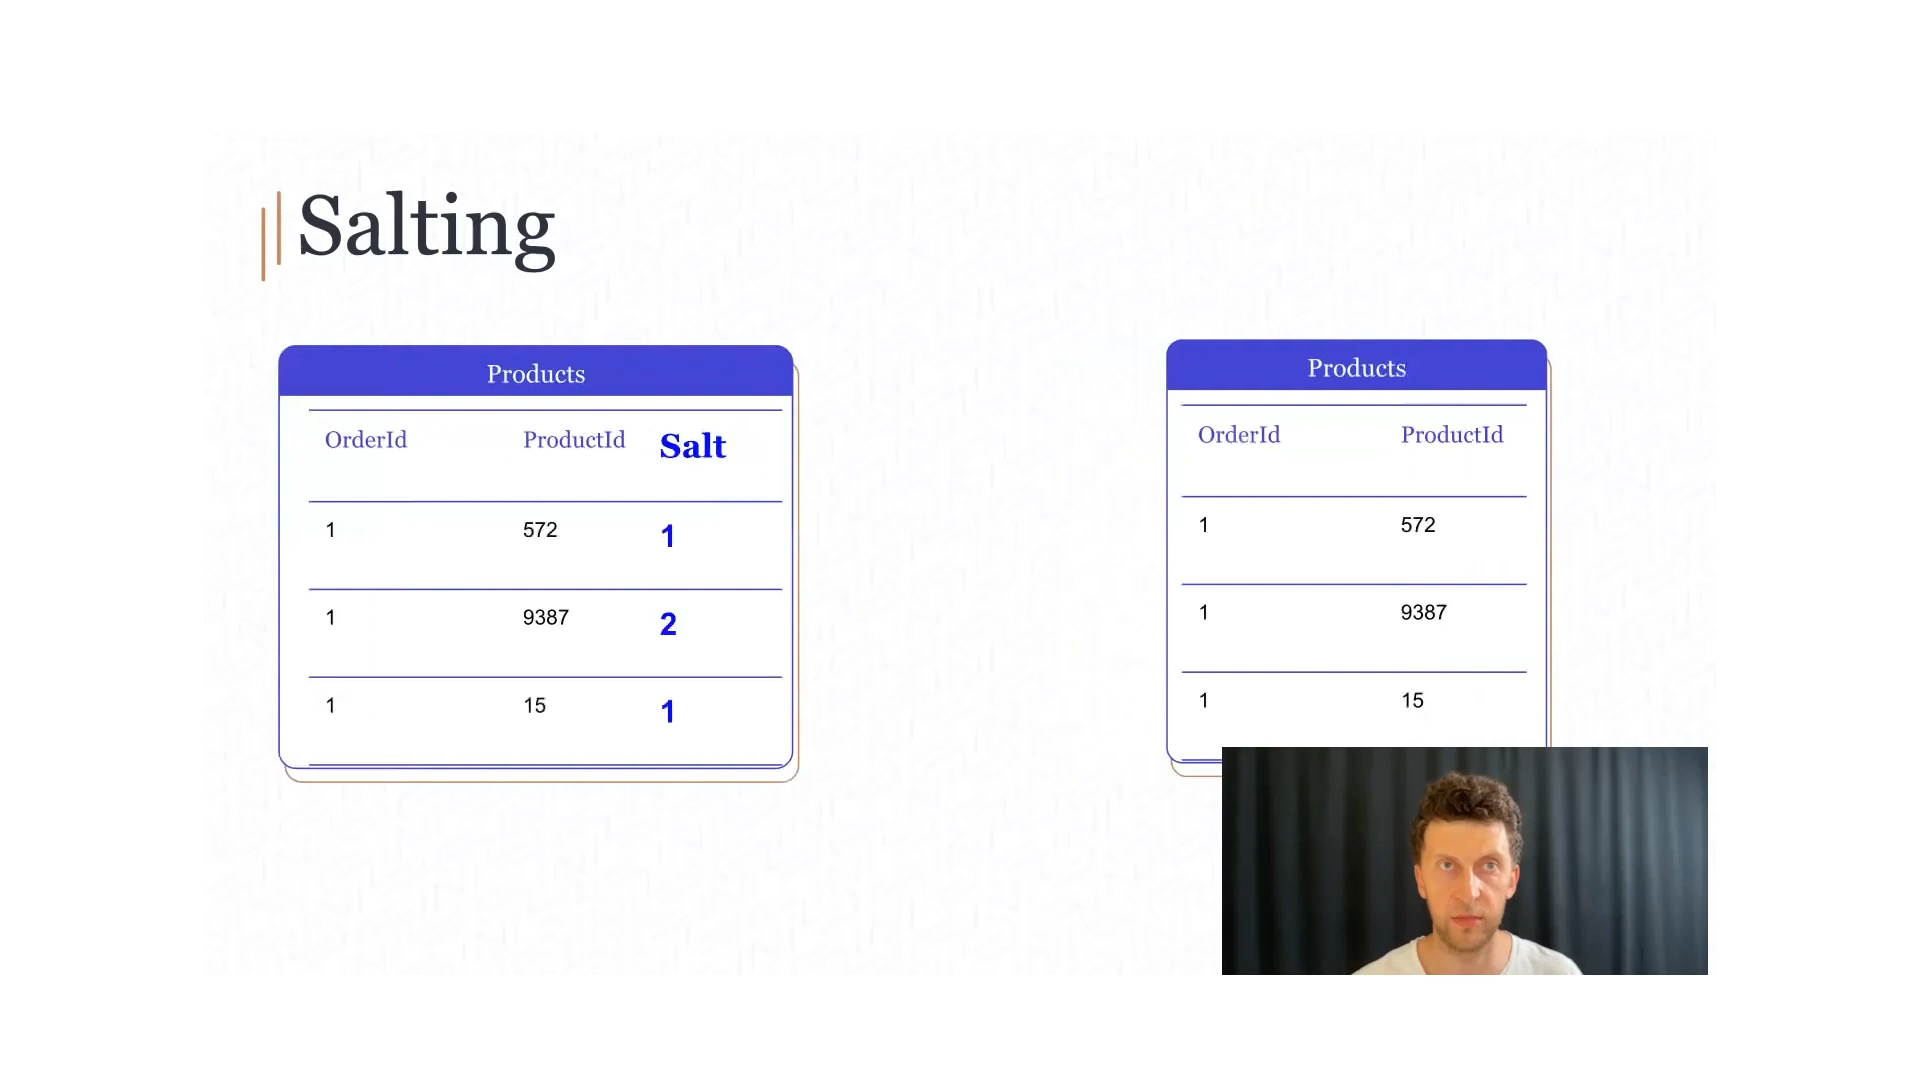 Salting
Products
OrderId ProductId Salt
1 572 1
1 9387 2
1 15 1
Products
OrderId ProductId
1 572
1 9387
1 15